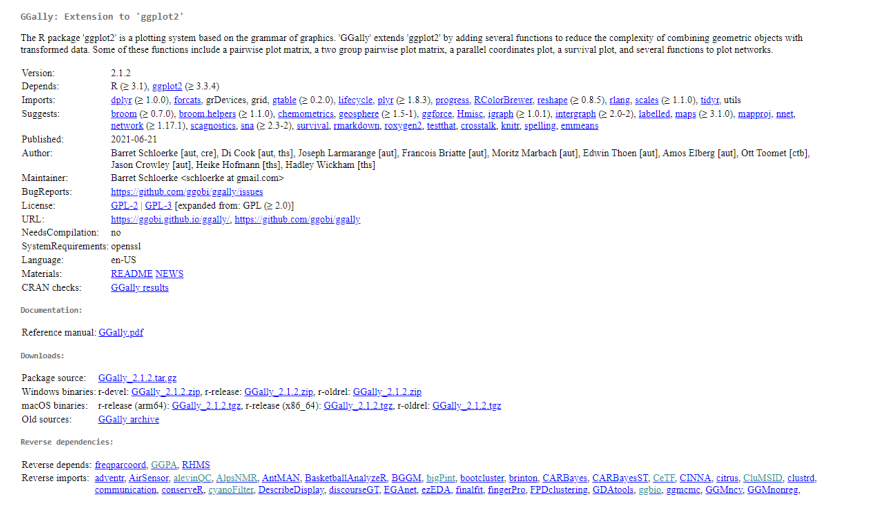 GGally: Extension to 'ggplot2'
The R package 'ggplot2' is a plotting system based on the grammar of graphics. 'GGally' extends 'ggplot2' by adding several functions to reduce the complexity of combining geometric objects with
transformed data. Some of these functions include a pairwise plot matrix, a two group pairwise plot matrix, a parallel coordinates plot, a survival plot, and several functions to plot networks.
Version: 2.1.2
Depends: R (≥ 3.1), ggplot2 (≥ 3.3.4)
Imports: dplyr (≥ 1.0.0), forcats, grDevices, grid, gtable (≥ 0.2.0), lifecycle, plyr (≥ 1.8.3), progress, RColorBrewer, reshape (≥ 0.8.5), rlang, scales (≥ 1.1.0), tidyr, utils
Suggests: broom (≥ 0.7.0), broom.helpers (≥ 1.1.0), chemometrics, geosphere (≥ 1.5-1), ggforce, Hmisc, igraph (≥ 1.0.1), intergraph (≥ 2.0-2), labelled, maps (≥ 3.1.0), mapproj, nnet,
network (≥ 1.17.1), scagnostics, sna (≥ 2.3-2), survival, rmarkdown, roxygen2, testthat, crosstalk, knitr, spelling, emmeans
Published: 2021-06-21
Author: Barret Schloerke [aut, cre], Di Cook [aut, ths], Joseph Larmarange [aut], Francois Briatte [aut], Moritz Marbach [aut], Edwin Thoen [aut], Amos Elberg [aut], Ott Toomet [ctb],
Jason Crowley [aut], Heike Hofmann [ths], Hadley Wickham [ths]
Maintainer: Barret Schloerke <schloerke at gmail.com>
BugReports: https://github.com/ggobi/ggally/issues
License: GPL-2 | GPL-3 [expanded from: GPL (≥ 2.0)]
URL: https://ggobi.github.io/ggally/, https://github.com/ggobi/ggally
NeedsCompilation: no
SystemRequirements: openssl
Language: en-US
Materials: README NEWS
CRAN checks: GGally results
Documentation:
Reference manual: GGally.pdf
Downloads:
Package source: GGally_2.1.2.tar.gz
Windows binaries: r-devel: GGally_2.1.2.zip, r-release: GGally_2.1.2.zip, r-oldrel: GGally_2.1.2.zip
macOS binaries: r-release (arm64): GGally_2.1.2.tgz, r-release (x86_64): GGally_2.1.2.tgz, r-oldrel: GGally_2.1.2.tgz
Old sources: GGally archive
Reverse dependencies:
Reverse depends: freqparcoord, GGPA, RHMS
Reverse imports: adventr, AirSensor, alevinQC, AlpsNMR, AntMAN, BasketballAnalyzeR, BGGM, bigPint, bootcluster, brinton, CARBayes, CARBayesST, CeTF, CINNA, citrus, CluMSID, clustrd,
communication, conserveR, cyanoFilter, DescribeDisplay, discourseGT, EGAnet, ezEDA, finalfit, fingerPro, FPDclustering, GDAtools, ggbio, ggmcmc, GGMncv, GGMnonreg,